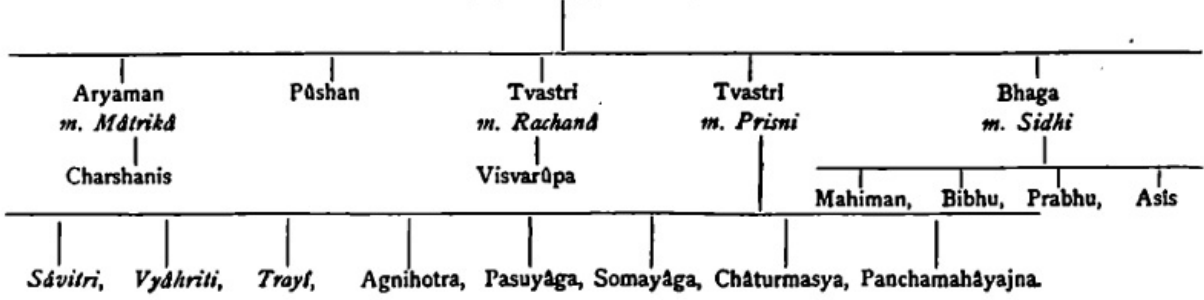 Aryaman Pûshan Tvastri Tvastri Bhaga
m. Mâtrikâ m. Rachanâ m. Prisni m. Sidhi
Charshanis Visvarûpa
Mahiman, Bibhu, Prabhu, Asis
Sâvitri, Vyâhriti, Trayî, Agnihotra, Pasuyâga, Somayâga, Châturmasya, Panchamahâyajna.